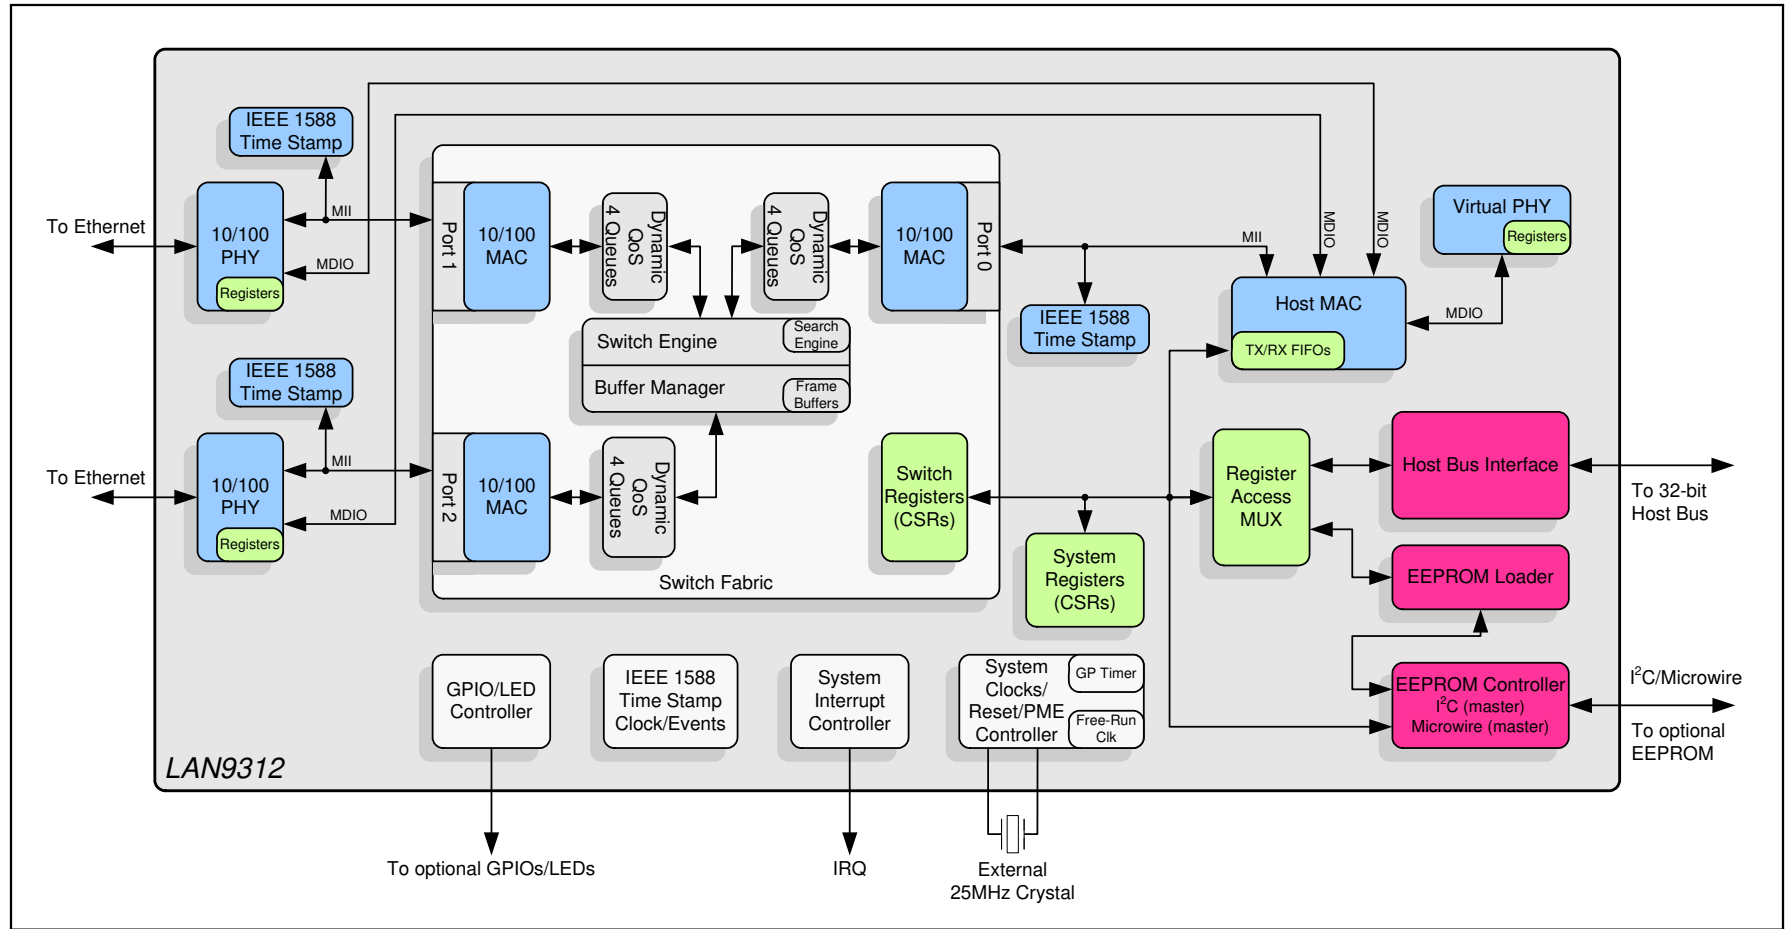 IEEE 1588
Time Stamp
To Ethernet
10/100
PHY
Registers
MII
MDIO
Port 1
10/100
MAC
Dynamic
QoS
4 Queues
Dynamic
QoS
4 Queues
10/100
MAC
Port 0
MII
MDIO
MDIO
Virtual PHY
Registers
Host MAC
TX/RX FIFOs
MDIO
IEEE 1588
Time Stamp
Switch Engine
Search
Engine
Buffer Manager
Frame
Buffers
IEEE 1588
Time Stamp
To Ethernet
10/100
PHY
Registers
MII
MDIO
Port 2
10/100
MAC
Dynamic
QoS
4 Queues
Switch
Registers
(CSRs)
Switch Fabric
System
Registers
(CSRs)
Register
Access
MUX
Host Bus Interface
To 32-bit
Host Bus
EEPROM Loader
EEPROM Controller
I²C (master)
Microwire (master)
I²C/Microwire
To optional
EEPROM
GPIO/LED
Controller
IEEE 1588
Time Stamp
Clock/Events
System
Interrupt
Controller
System
Clocks/
Reset/PME
Controller
GP Timer
Free-Run
Clk
LAN9312
To optional GPIOs/LEDs
IRQ
External
25MHz Crystal